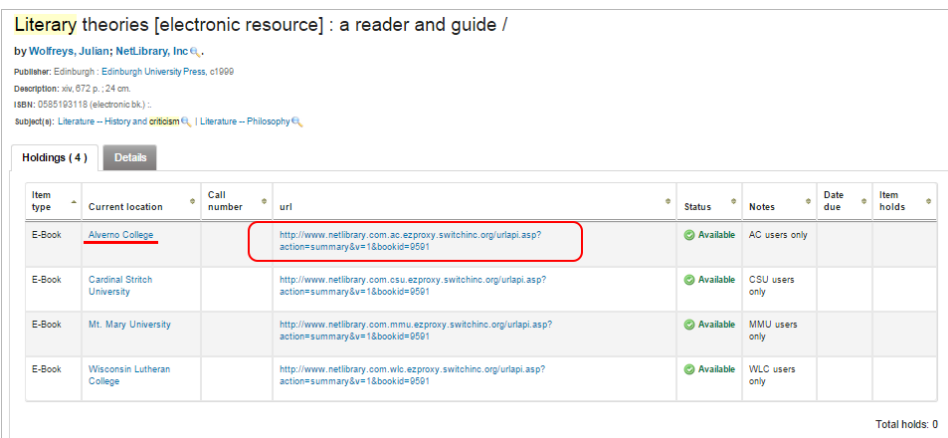 Literary theories [electronic resource] : a reader and guide /
by Wolfreys, Julian; NetLibrary, Inc .
Publisher: Edinburgh : Edinburgh University Press, c1999
Description: xiv, 672 p. ; 24 cm.
ISBN: 0585193118 (electronic bk.) :.
Subject(s): Literature -- History and criticism | Literature -- Philosophy
Holdings ( 4 ) Details
Item type Current location Call number url Status Notes Date due Item holds
E-Book Alverno College http://www.netlibrary.com.ac.ezproxy.switchinc.org/urlapi.asp? Available AC users only
action=summary&v=1&bookid=9591
E-Book Cardinal Stritch http://www.netlibrary.com.csu.ezproxy.switchinc.org/urlapi.asp? Available CSU users
University action=summary&v=1&bookid=9591 only
E-Book Mt. Mary University http://www.netlibrary.com.mmu.ezproxy.switchinc.org/urlapi.asp? Available MMU users
action=summary&v=1&bookid=9591 only
E-Book Wisconsin Lutheran http://www.netlibrary.com.wlc.ezproxy.switchinc.org/urlapi.asp? Available WLC users
College action=summary&v=1&bookid=9591 only
Total holds: 0